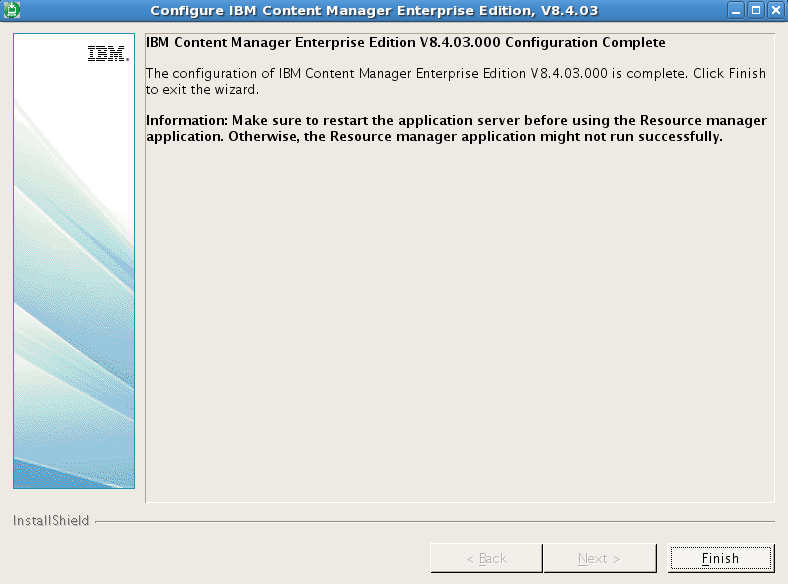 Configure IBM Content Manager Enterprise Edition, V8.4.03
IBM.
IBM Content Manager Enterprise Edition V8.4.03.000 Configuration Complete
The configuration of IBM Content Manager Enterprise Edition V8.4.03.000 is complete. Click Finish
to exit the wizard.
Information: Make sure to restart the application server before using the Resource manager
application. Otherwise, the Resource manager application might not run successfully.
InstallShield
< Back
Next >
Finish